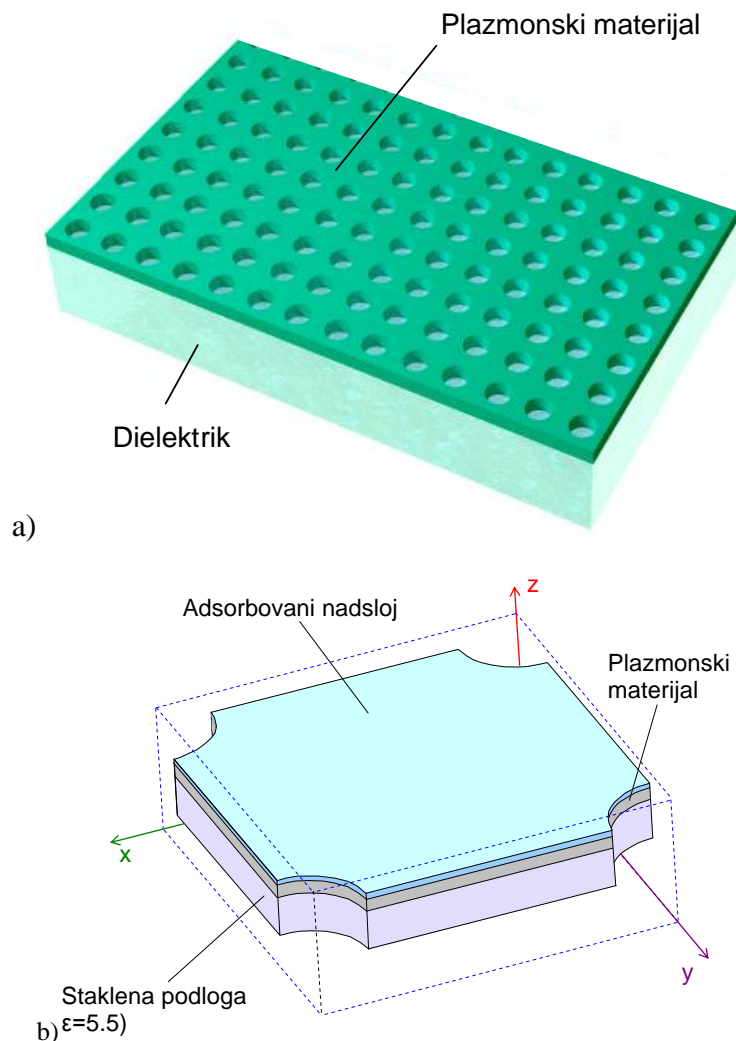 Plazmonski materijal
Dielektrik
a)
z
Adsorbovani nadsloj
Plazmonski
materijal
x
y
Staklena podloga
b) ε=5.5)